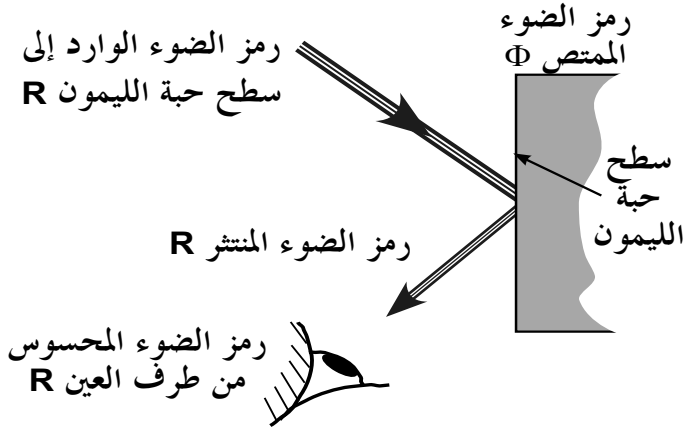 رمز الضوء
الممتص Φ
رمز الضوء الوارد إلى
سطح حبة الليمون R
سطح
حبة
الليمون
رمز الضوء المنتثر R
رمز الضوء المحسوس
من طرف العين R